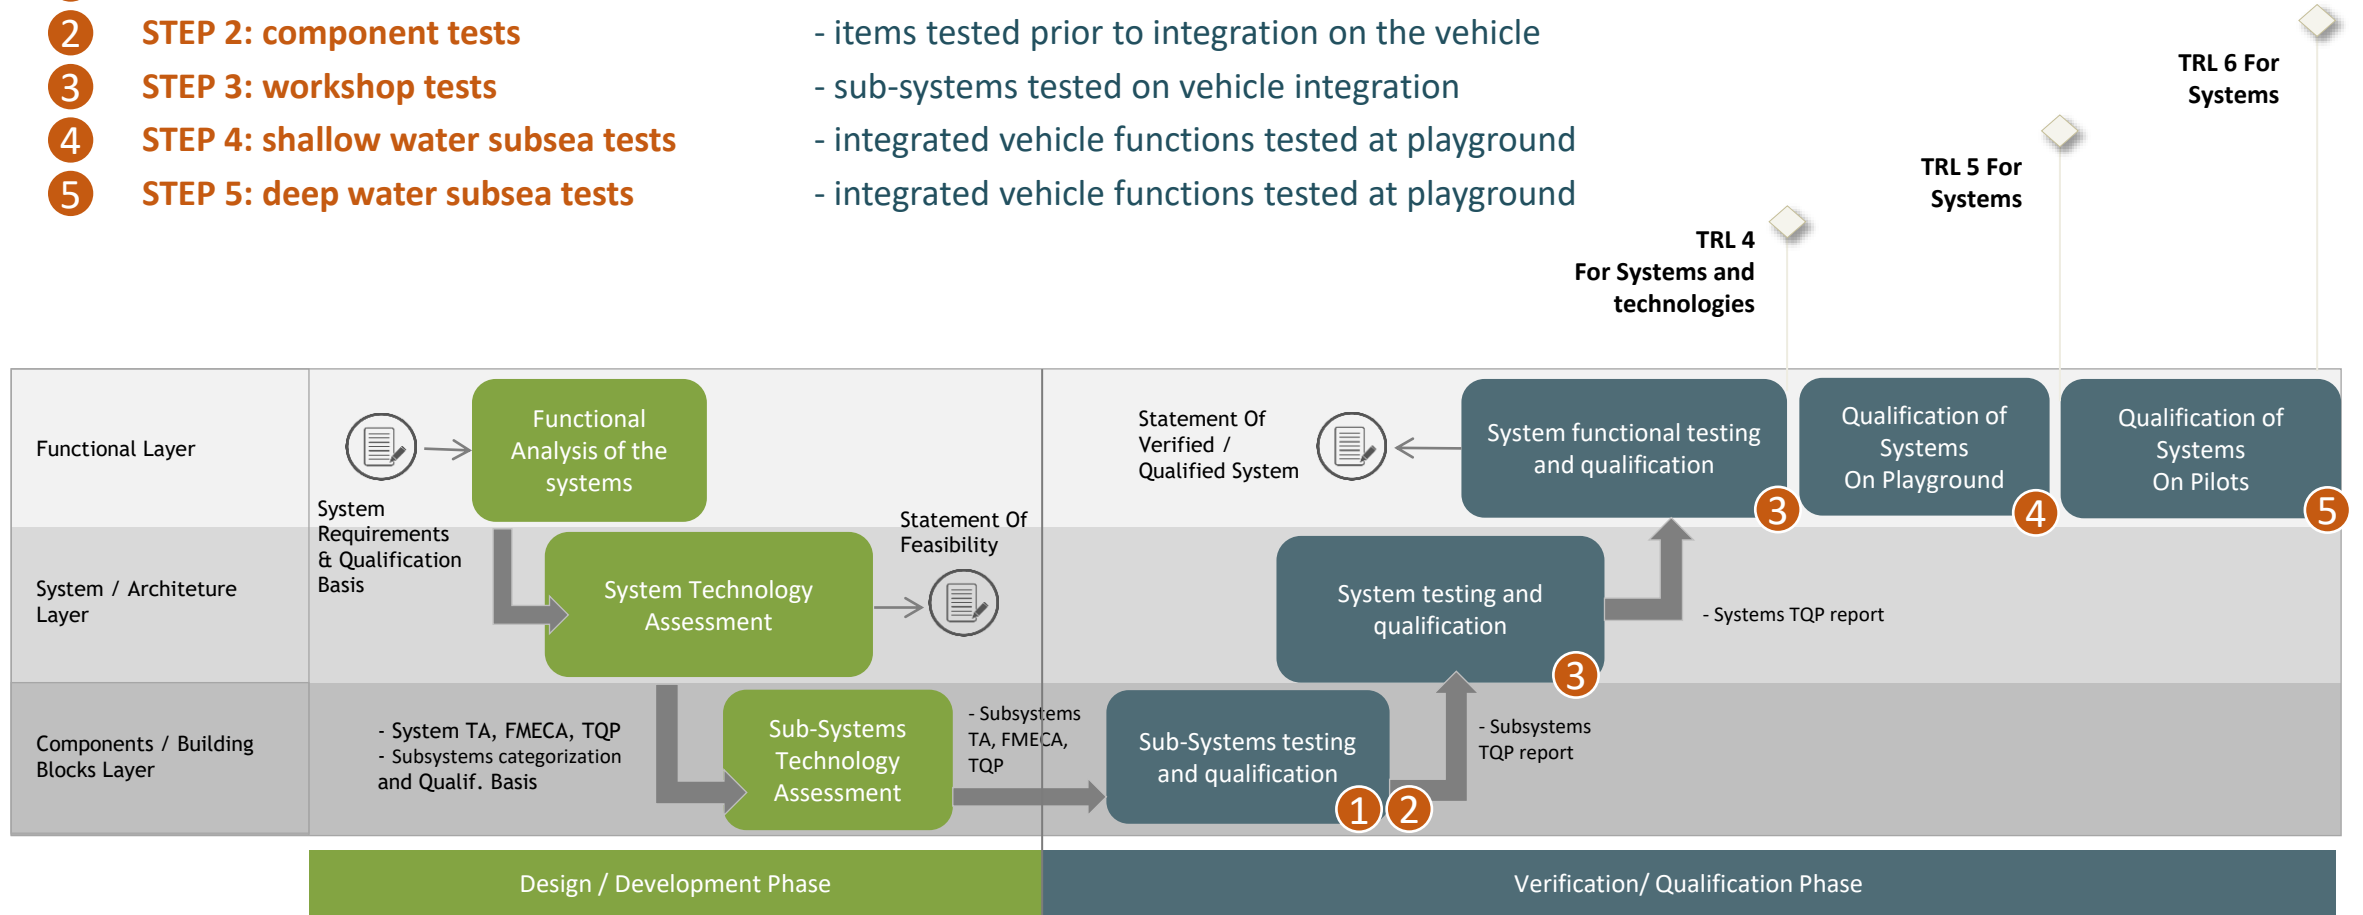 2 STEP 2: component tests - items tested prior to integration on the vehicle
3 STEP 3: workshop tests - sub-systems tested on vehicle integration
4 STEP 4: shallow water subsea tests - integrated vehicle functions tested at playground
5 STEP 5: deep water subsea tests - integrated vehicle functions tested at playground
TRL 6 For
Systems
TRL 5 For
Systems
TRL 4
For Systems and
technologies
Functional Layer
System
Requirements
& Qualification
Basis
Functional
Analysis of the
systems
Statement Of
Verified /
Qualified System
System functional testing
and qualification
3
Qualification of
Systems
On Playground
4
Qualification of
Systems
On Pilots
5
System / Architeture
Layer
System Technology
Assessment
Statement Of
Feasibility
System testing and
qualification
3
- Systems TQP report
Components / Building
Blocks Layer
- System TA, FMECA, TQP
- Subsystems categorization
and Qualif. Basis
Sub-Systems
Technology
Assessment
- Subsystems
TA, FMECA,
TQP
Sub-Systems testing
and qualification
1 2
- Subsystems
TQP report
Design / Development Phase
Verification/ Qualification Phase